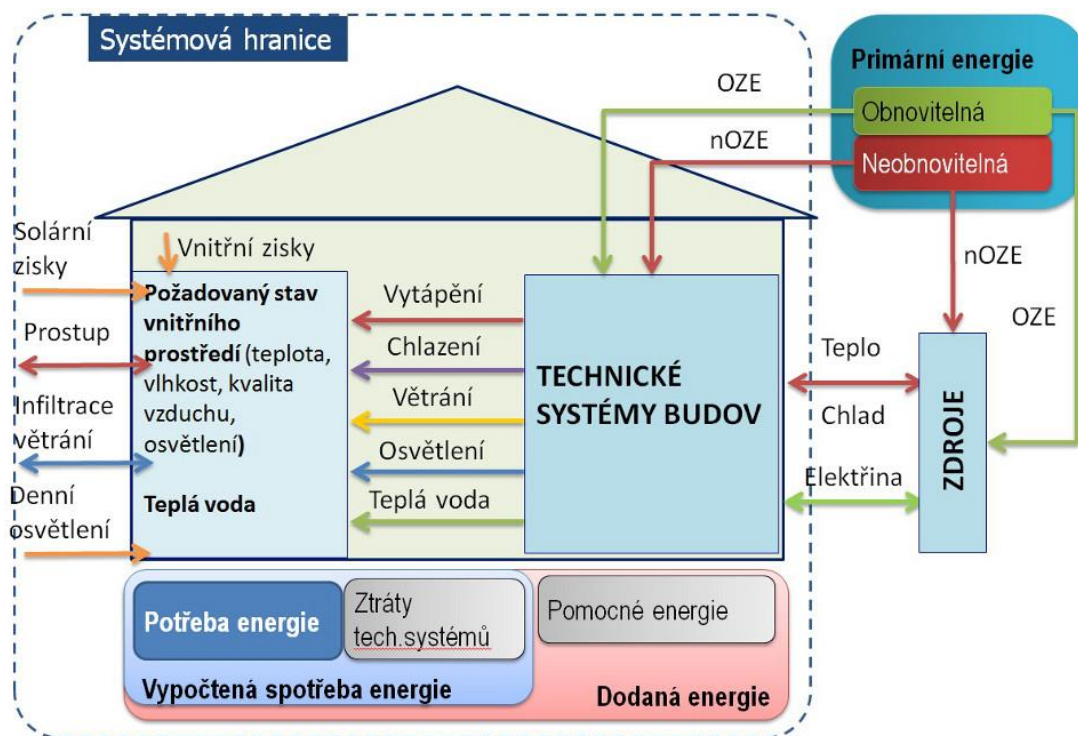 Systémová hranice
Primární energie
Obnovitelná
Neobnovitelná
OZE
nOZE
nOZE
OZE
Solární
zisky
Vnitřní zisky
Prostup
Infiltrace
větrání
Denní
osvětlení
Požadovaný stav
vnitřního
prostředí (teplota,
vlhkost, kvalita
vzduchu,
osvětlení)
Teplá voda
Vytápění
Chlazení
Větrání
Osvětlení
Teplá voda
TECHNICKÉ
SYSTÉMY BUDOV
Teplo
Chlad
Elektřina
ZDROJE
Potřeba energie
Ztráty
tech.systémů
Pomocné energie
Vypočtená spotřeba energie
Dodaná energie